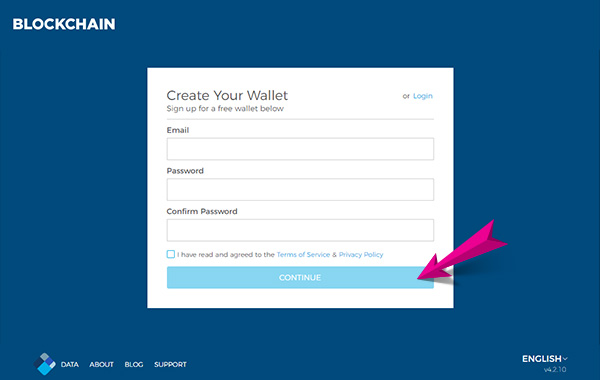 BLOCKCHAIN
Create Your Wallet
or Login
Sign up for a free wallet below
Email
Password
Confirm Password
I have read and agreed to the Terms of Service & Privacy Policy
CONTINUE
DATA ABOUT BLOG SUPPORT
ENGLISH
v4.2.10